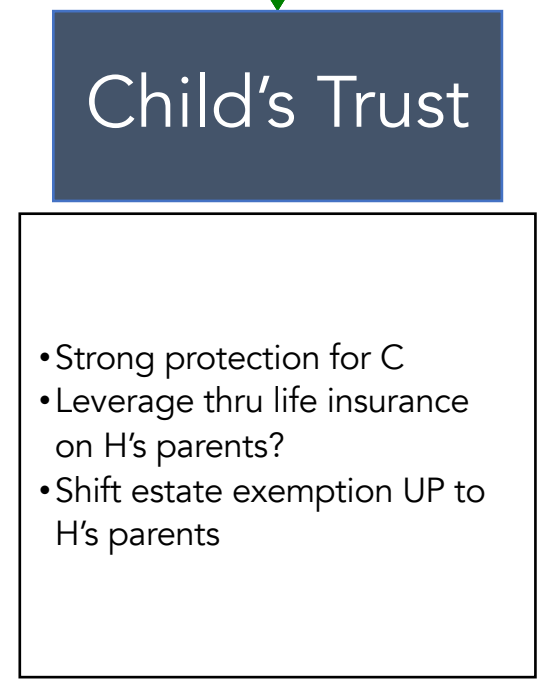 Child’s Trust
•Strong protection for C
•Leverage thru life insurance
on H’s parents?
•Shift estate exemption UP to
H’s parents